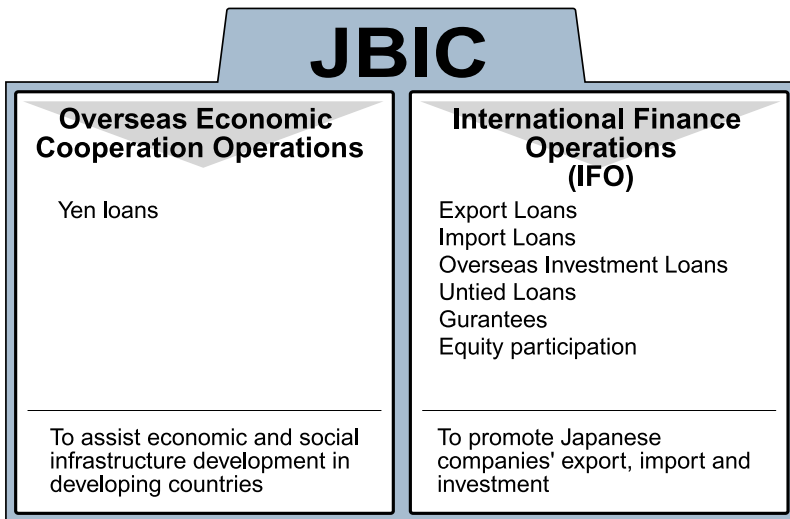 JBIC
Overseas Economic
Cooperation Operations
Yen loans
To assist economic and social
infrastructure development in
developing countries
International Finance
Operations
(IFO)
Export Loans
Import Loans
Overseas Investment Loans
Untied Loans
Gurantees
Equity participation
To promote Japanese
companies' export, import and
investment